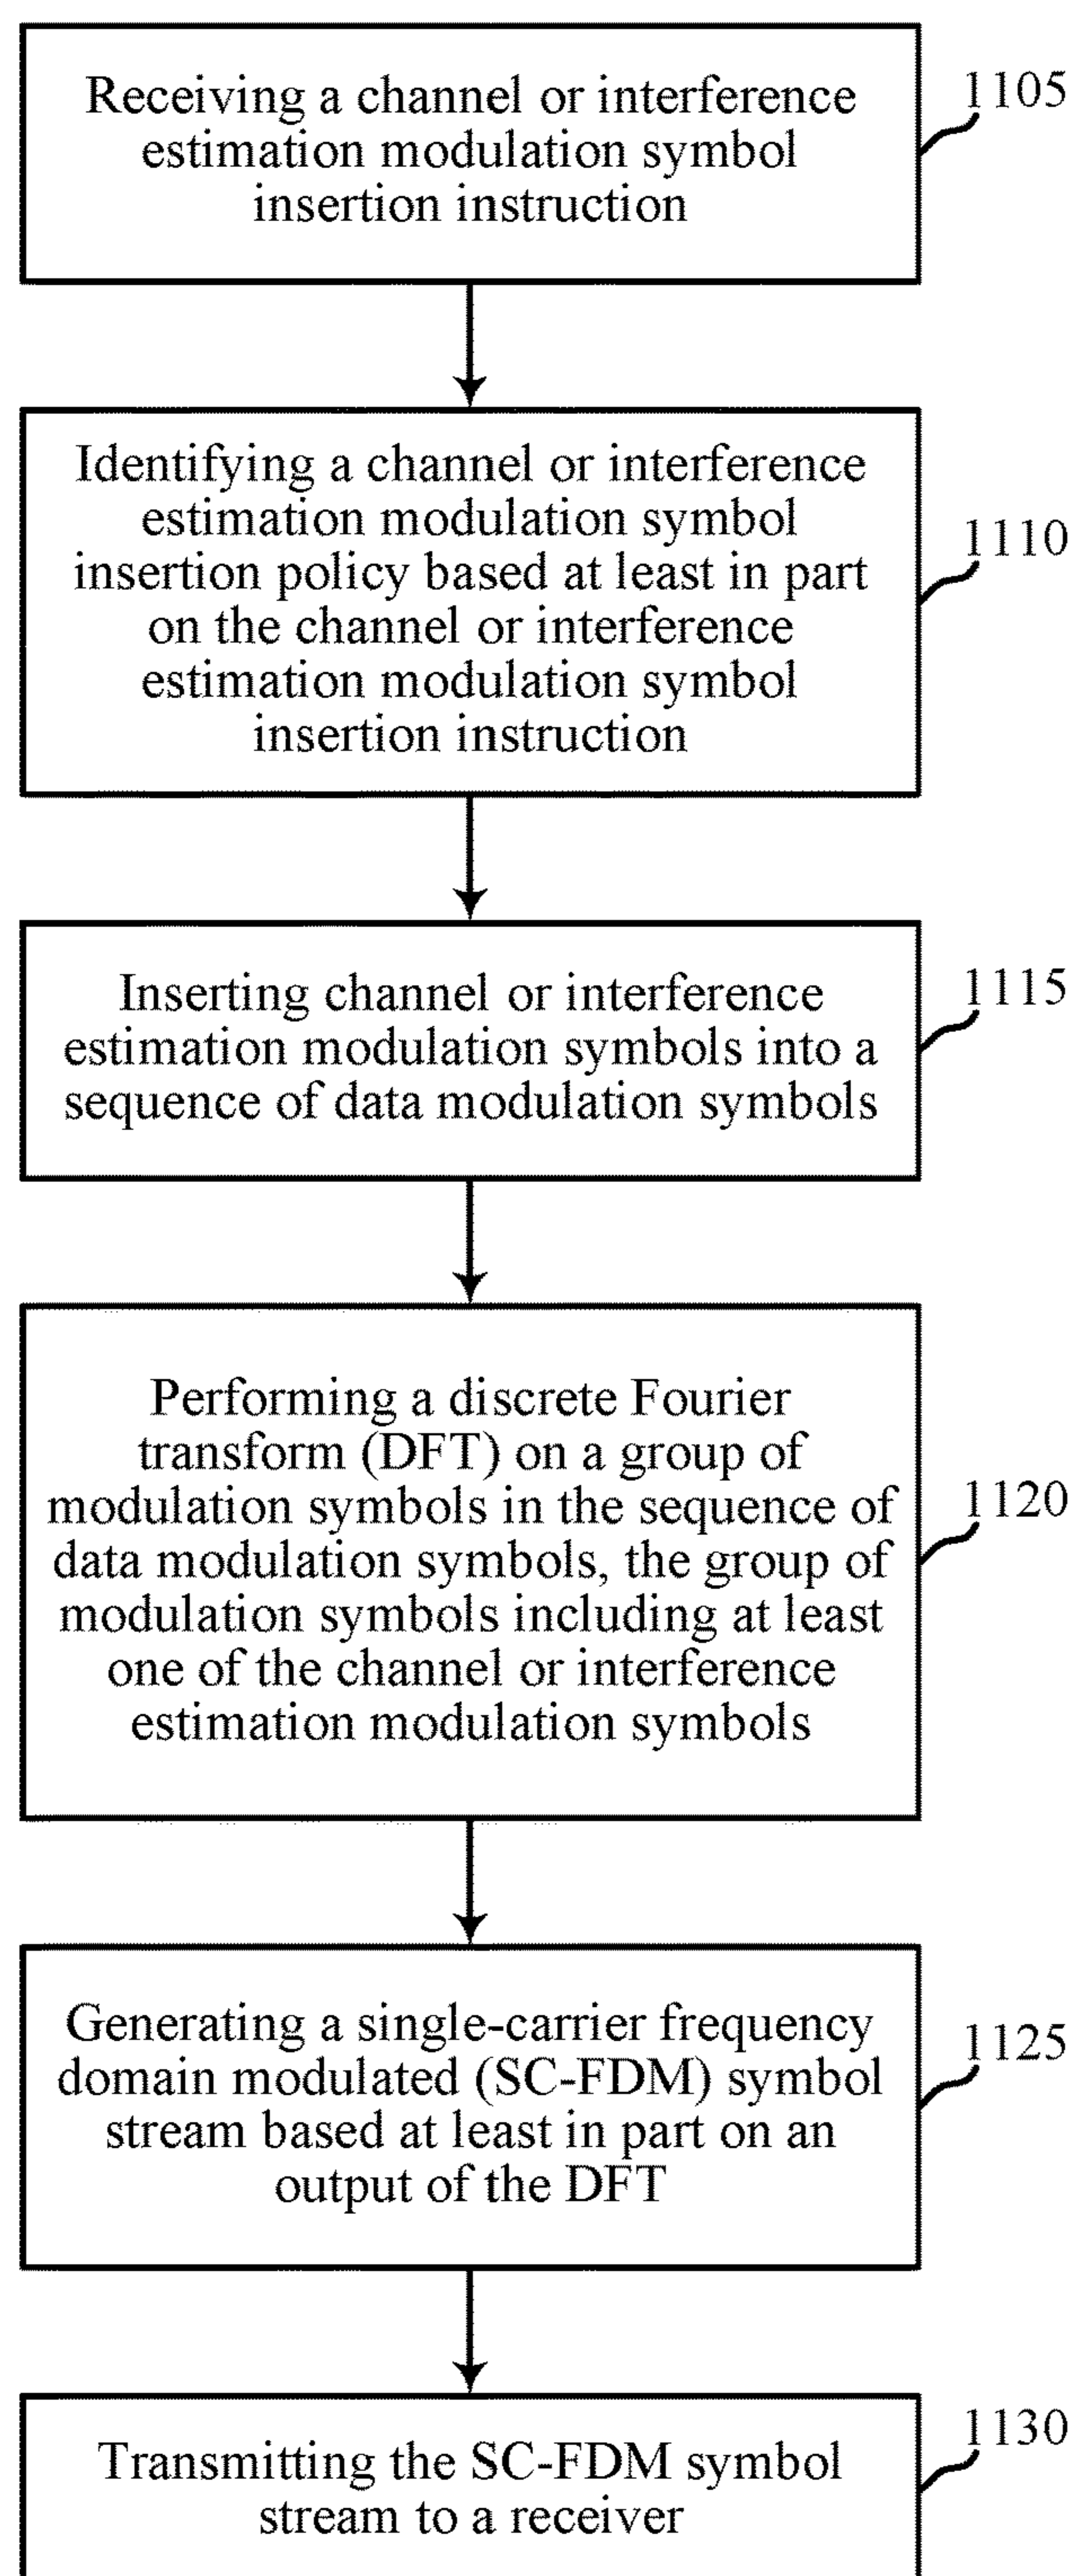 Receiving a channel or interference
estimation modulation symbol
insertion instruction
1105
Identifying a channel or interference
estimation modulation symbol
insertion policy based at least in part
on the channel or interference
estimation modulation symbol
insertion instruction
1110
Inserting channel or interference
estimation modulation symbols into a
sequence of data modulation symbols
1115
Performing a discrete Fourier
transform (DFT) on a group of
modulation symbols in the sequence of
data modulation symbols, the group of
modulation symbols including at least
one of the channel or interference
estimation modulation symbols
1120
Generating a single-carrier frequency
domain modulated (SC-FDM) symbol
stream based at least in part on an
output of the DFT
1125
Transmitting the SC-FDM symbol
stream to a receiver
1130